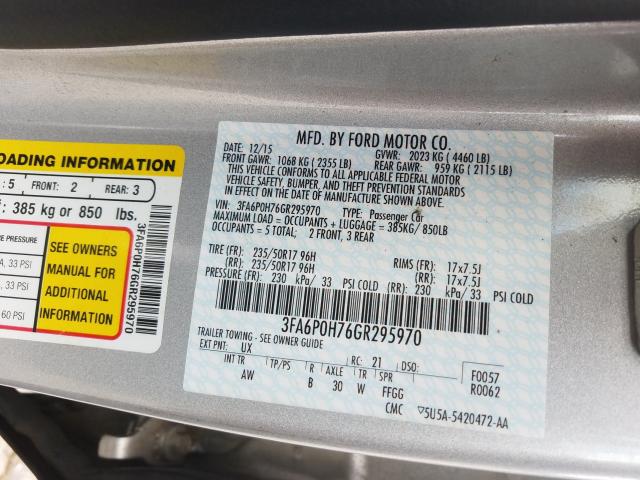 LOADING INFORMATION
: 5 FRONT: 2 REAR: 3
: 385 kg or 850 lbs.
E PRESSURE
A, 33 PSI
33 PSI
60 PSI
SEE OWNERS
MANUAL FOR
ADDITIONAL
INFORMATION
3FA6P0H76GR295970
MFD. BY FORD MOTOR CO.
12/15 GVWR: 2023 KG ( 4460 LB)
FRONT GAWR: 1068 KG ( 2355 LB) REAR GAWR: 959 KG ( 2115 LB)
THIS VEHICLE CONFORMS TO ALL APPLICABLE FEDERAL MOTOR
VEHICLE SAFETY, BUMPER, AND THEFT PREVENTION STANDARDS
IN EFFECT ON THE DATE OF MANUFACTURE SHOWN ABOVE.
VIN: 3FA6P0H76GR295970 TYPE: Passenger Car
MAXIMUM LOAD = OCCUPANTS + LUGGAGE = 385KG/ 850LB
OCCUPANTS = 5 TOTAL, 2 FRONT, 3 REAR
TIRE (FR): 235/50R17 96H RIMS (FR): 17x7.5J
(RR): 235/50R17 96H (RR): 17x7.5J
PRESSURE (FR): 230 kPa/ 33 PSI COLD (RR): 230 kPa/ 33 PSI COLD
3FA6P0H76GR295970
TRAILER TOWING - SEE OWNER GUIDE
EXT PNT: UX RC: 21 DSO: F0057
INT TR TP/PS R AXLE TR SPR R0062
AW B 30 W FFGG
CMC 5U5A-5420472-AA